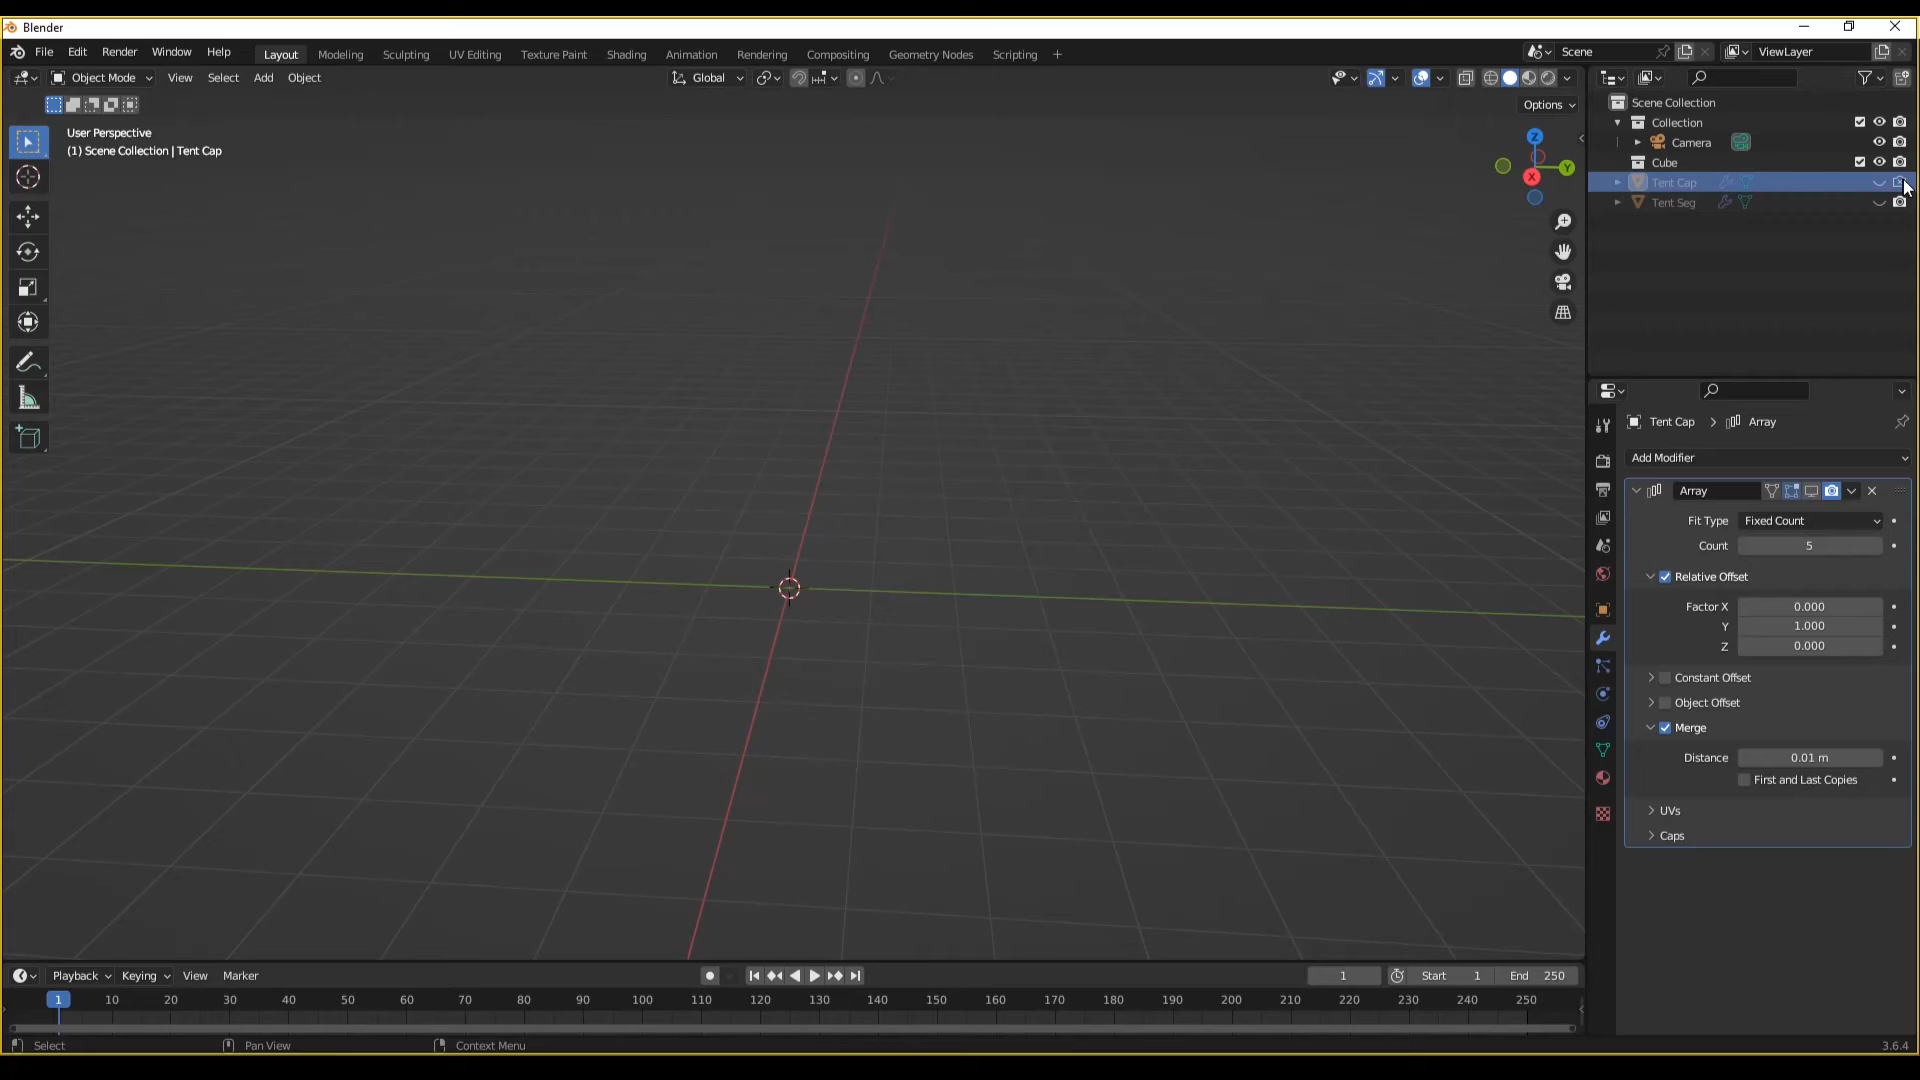 Blender
File Edit Render Window Help Layout Modeling Sculpting UV Editing Texture Paint Shading Animation Rendering Compositing Geometry Nodes Scripting + Scene ViewLayer
Object Mode View Select Add Object Global
Options
User Perspective
(1) Scene Collection | Tent Cap
Z
Y
X
Scene Collection
Collection
Camera
Cube
Tent Cap
Tent Seg
Tent Cap > Array
Add Modifier
Array
Fit Type Fixed Count
Count 5
Relative Offset
Factor X 0.000
Y 1.000
Z 0.000
Constant Offset
Object Offset
Merge
Distance 0.01 m
First and Last Copies
UVs
Caps
Playback Keying View Marker 1 Start 1 End 250
1 10 20 30 40 50 60 70 80 90 100 110 120 130 140 150 160 170 180 190 200 210 220 230 240 250
Select Pan View Context Menu 3.6.4